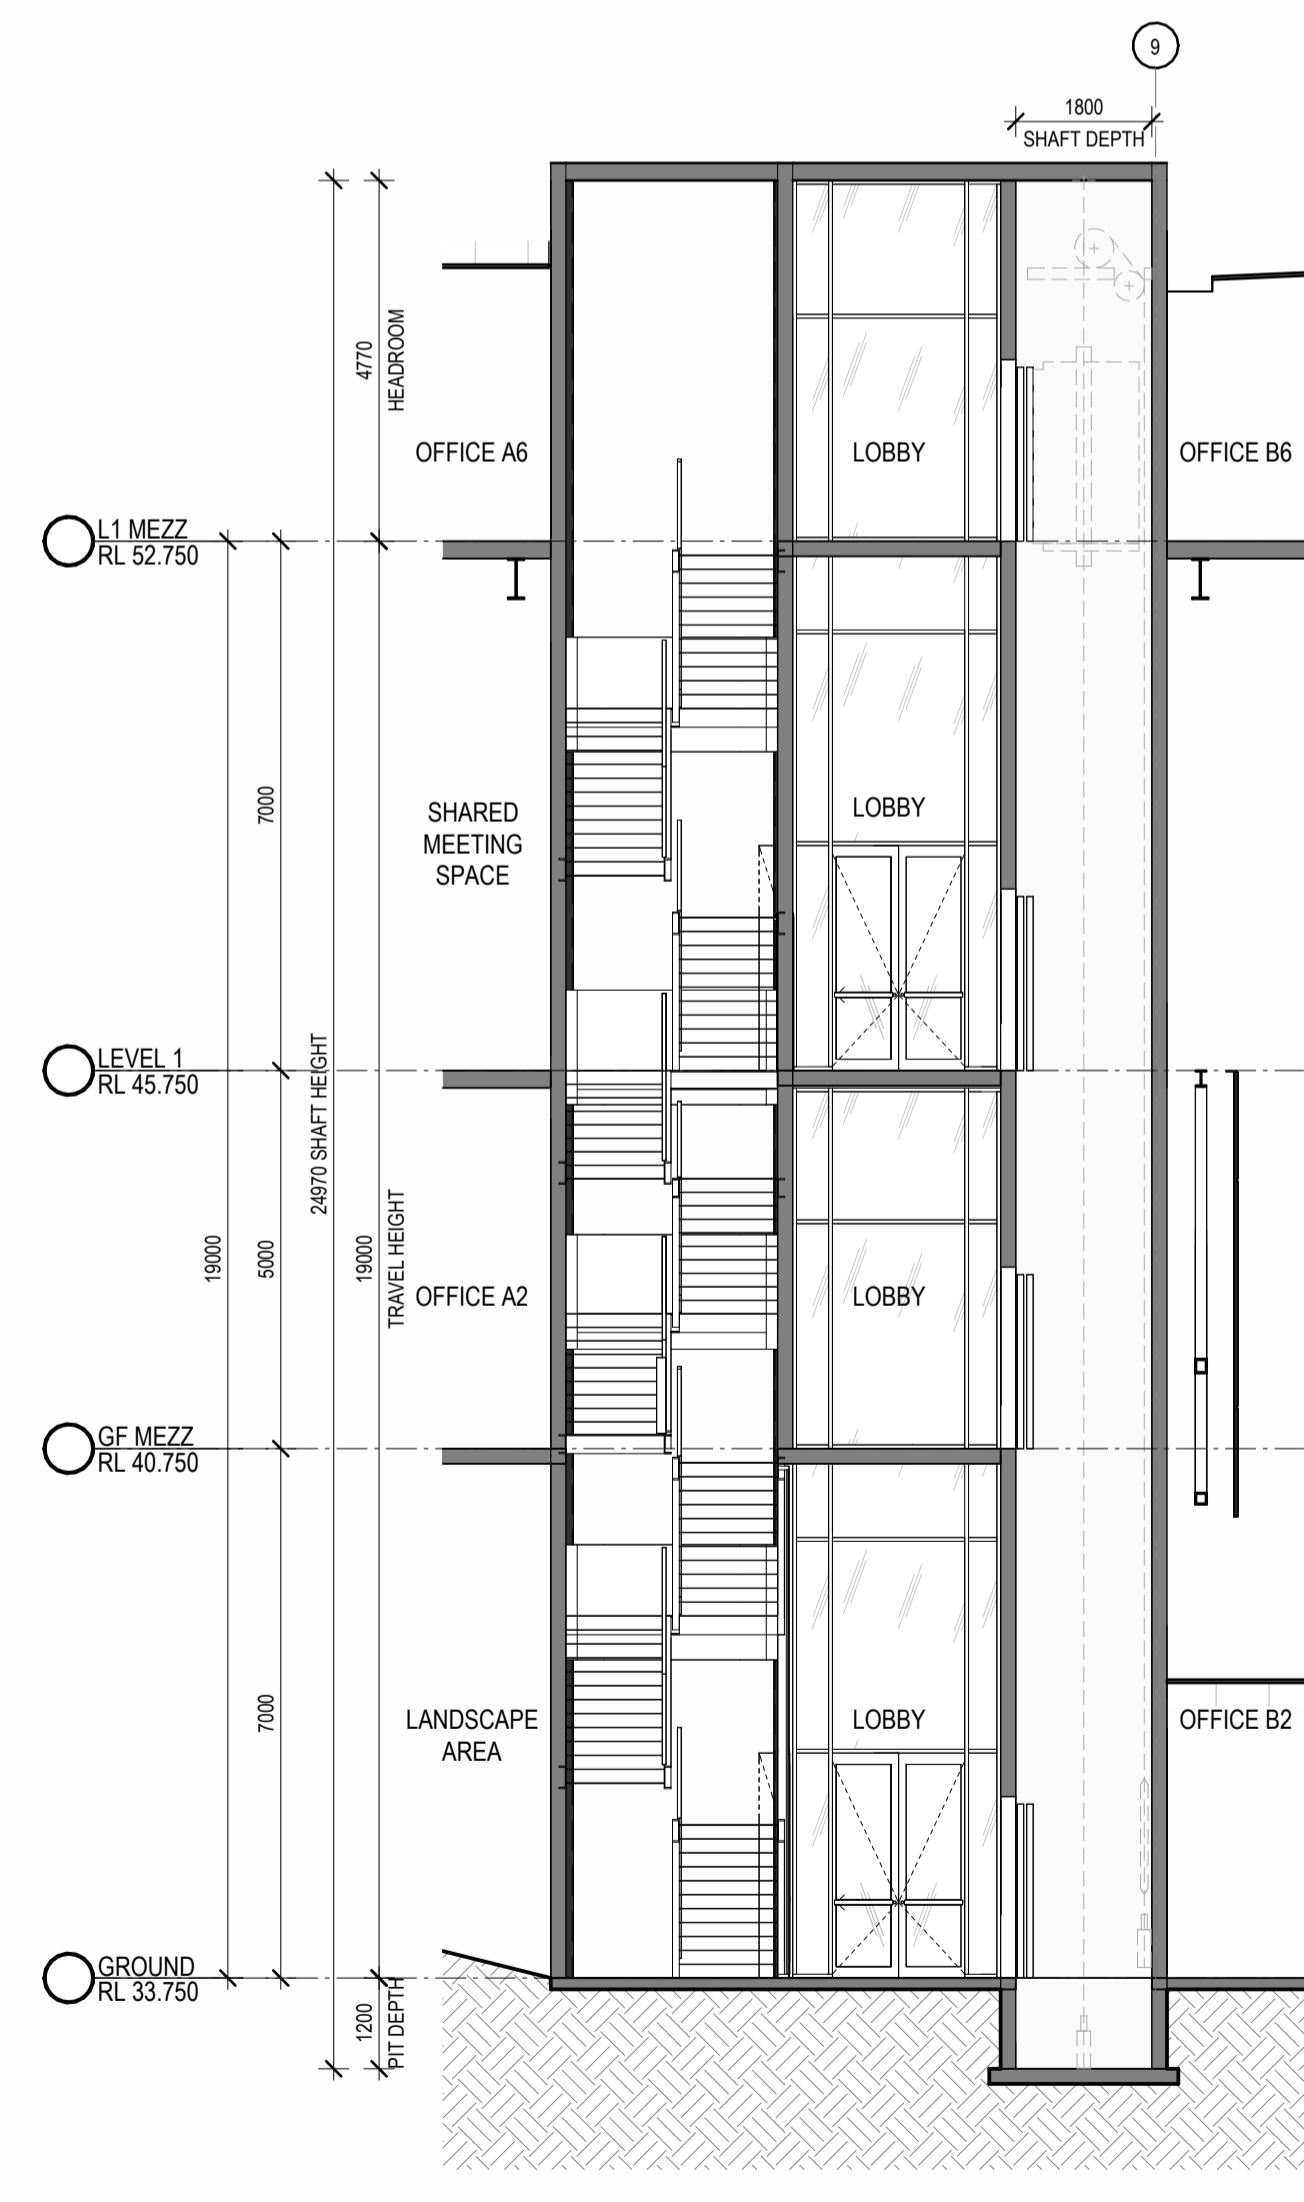 9
1800
SHAFT DEPTH
4770
HEADROOM
OFFICE A6
LOBBY
OFFICE B6
L1 MEZZ
RL 52.750
7000
SHARED
MEETING
SPACE
LOBBY
LEVEL 1
RL 45.750
24970 SHAFT HEIGHT
19000
5000
19000
TRAVEL HEIGHT
OFFICE A2
LOBBY
GF MEZZ
RL 40.750
7000
LANDSCAPE
AREA
LOBBY
OFFICE B2
GROUND
RL 33.750
1200
PIT DEPTH